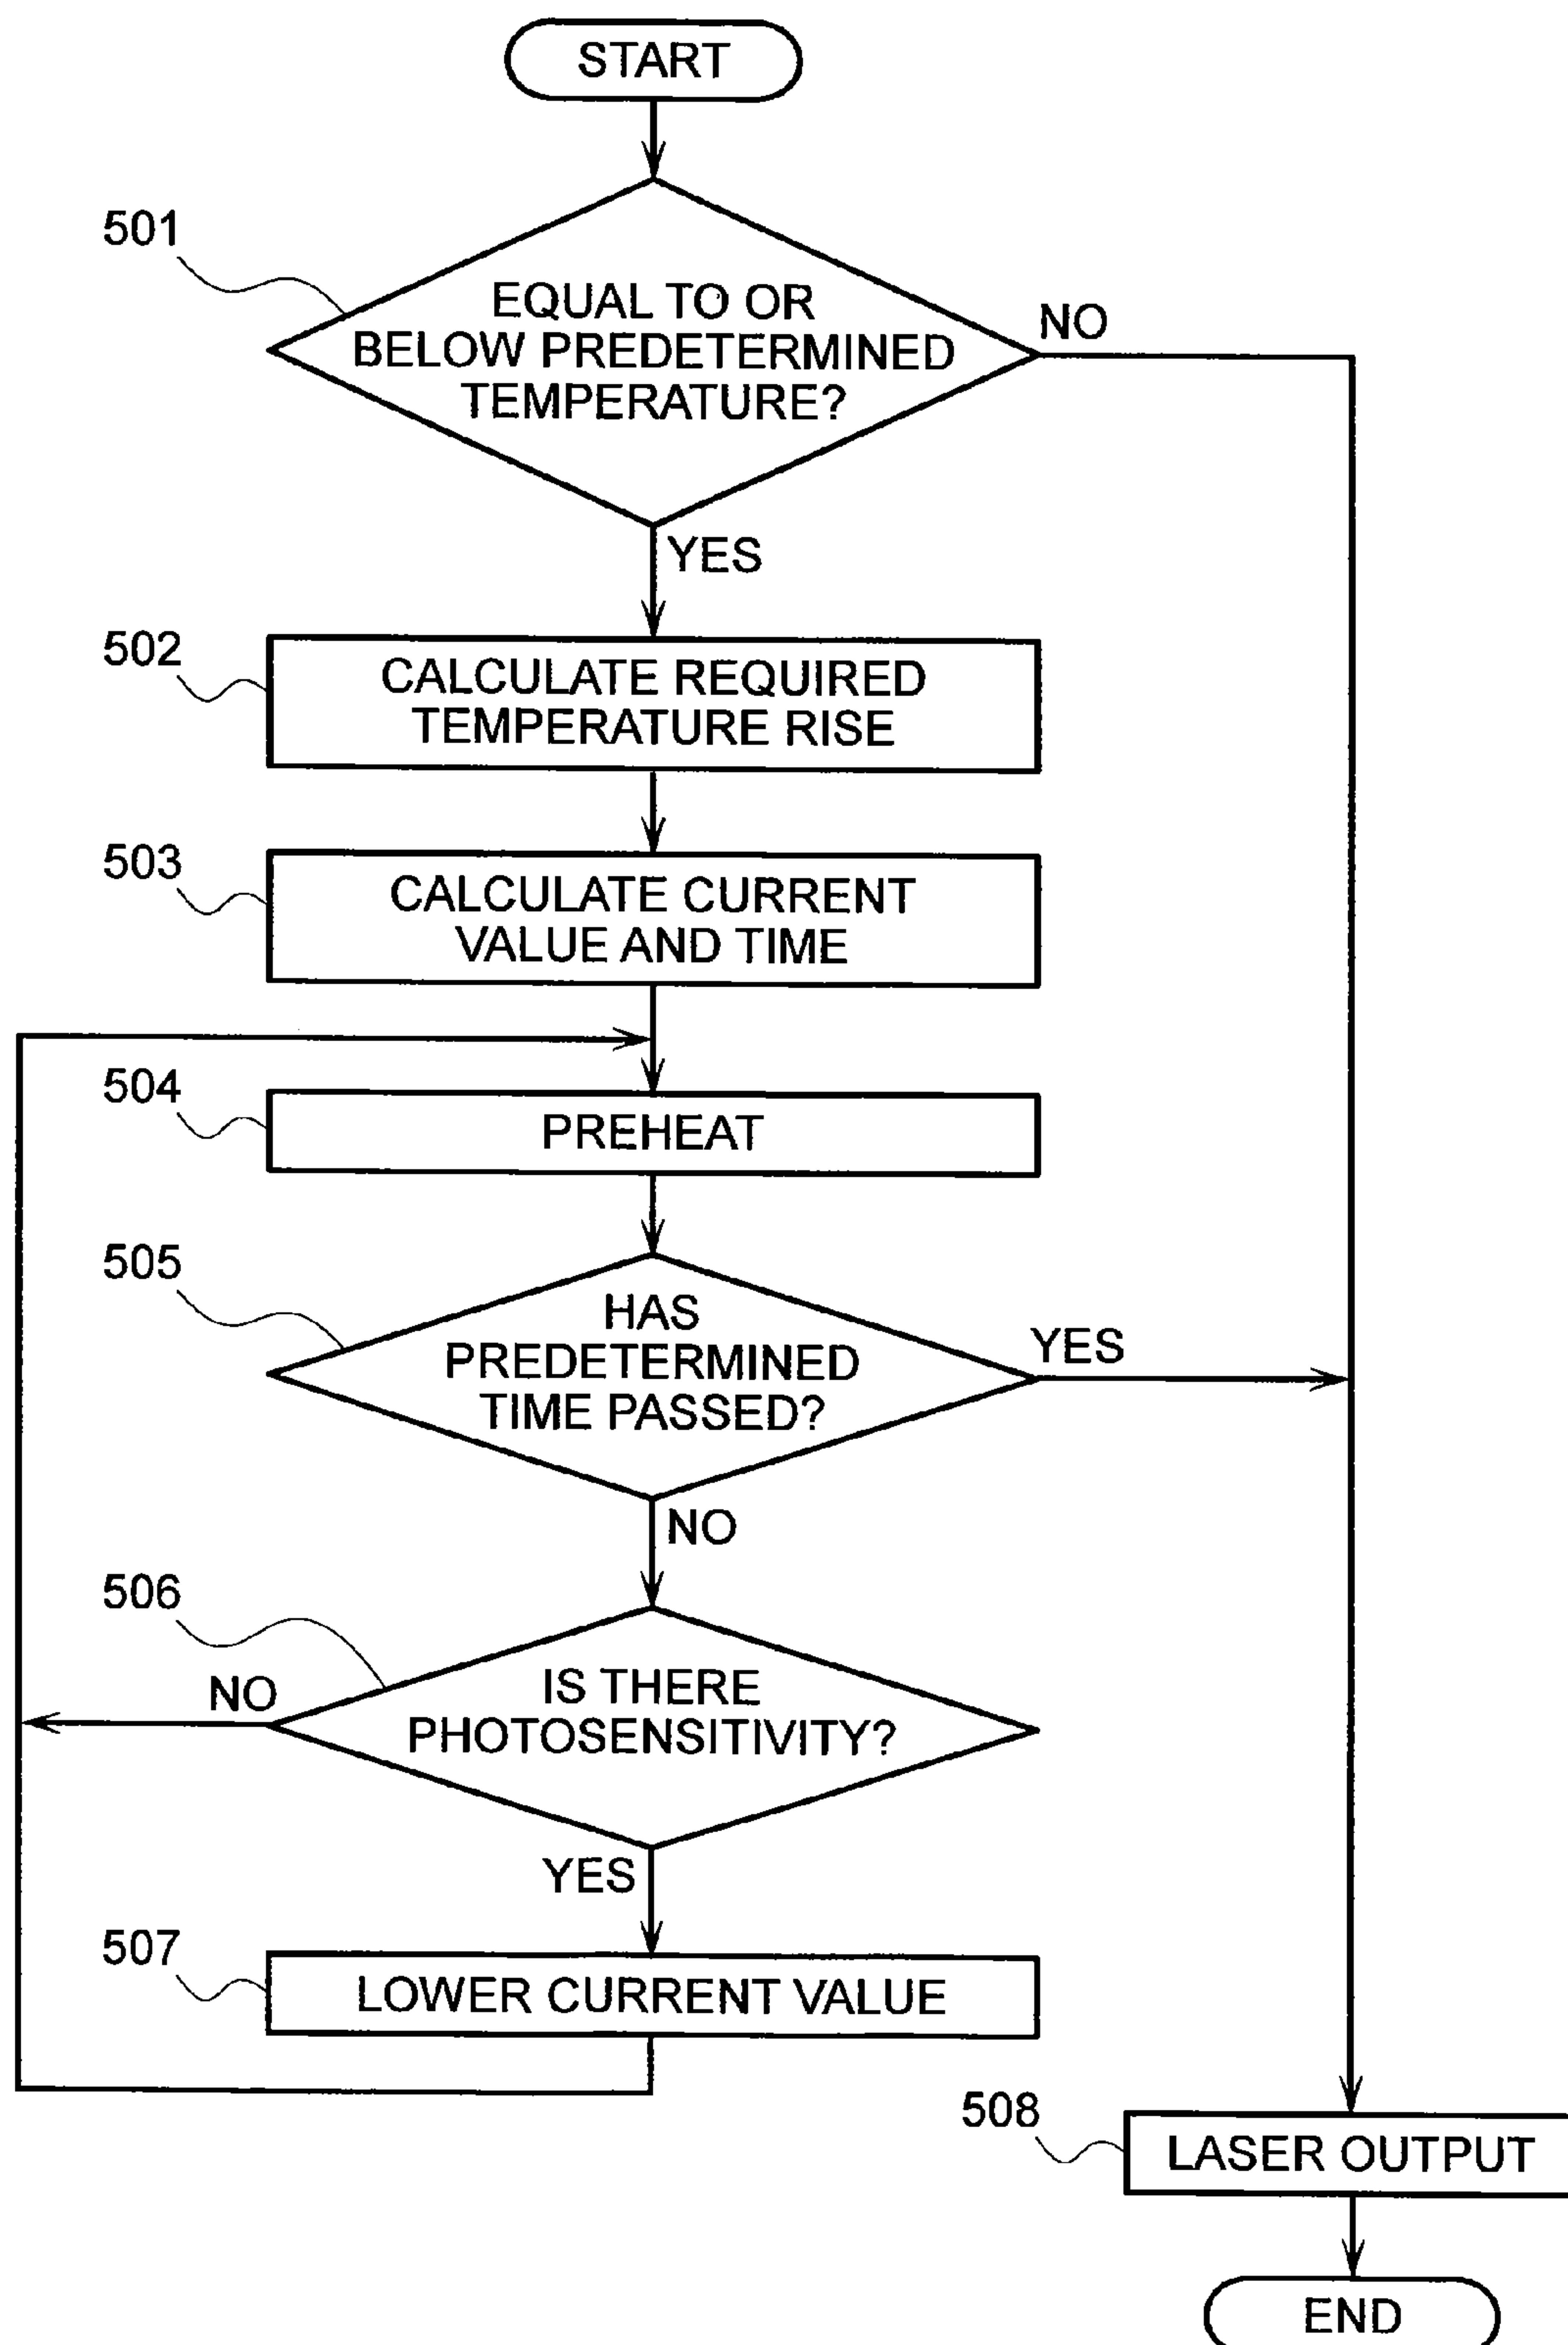 START
501
EQUAL TO OR
BELOW PREDETERMINED
TEMPERATURE?
NO
YES
502
CALCULATE REQUIRED
TEMPERATURE RISE
503
CALCULATE CURRENT
VALUE AND TIME
504
PREHEAT
505
HAS
PREDETERMINED
TIME PASSED?
YES
NO
506
IS THERE
PHOTOSENSITIVITY?
NO
YES
507
LOWER CURRENT VALUE
508
LASER OUTPUT
END